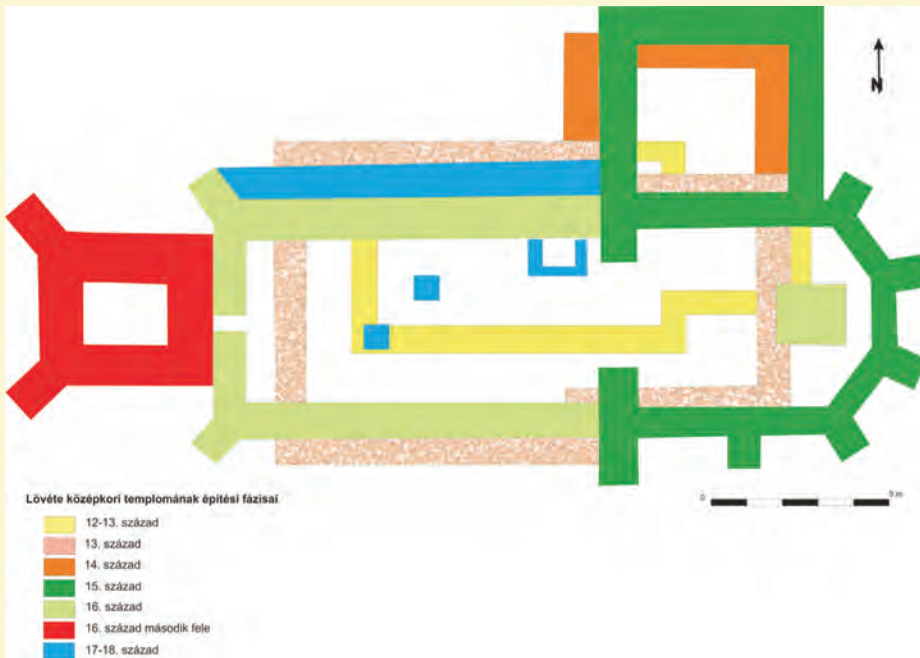 N
Lövéte középkori templomának építési fázisai
12-13. század
13. század
14. század
15. század
16. század
16. század második fele
17-18. század
0